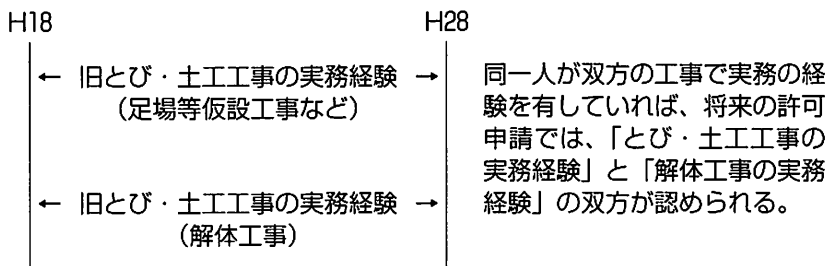 H18
H28
← 旧とび・土工工事の実務経験 →
(足場等仮設工事など)
← 旧とび・土工工事の実務経験 →
(解体工事)
同一人が双方の工事で実務の経
験を有していれば、将来の許可
申請では、「とび・土工工事の
実務経験」と「解体工事の実務
経験」の双方が認められる。